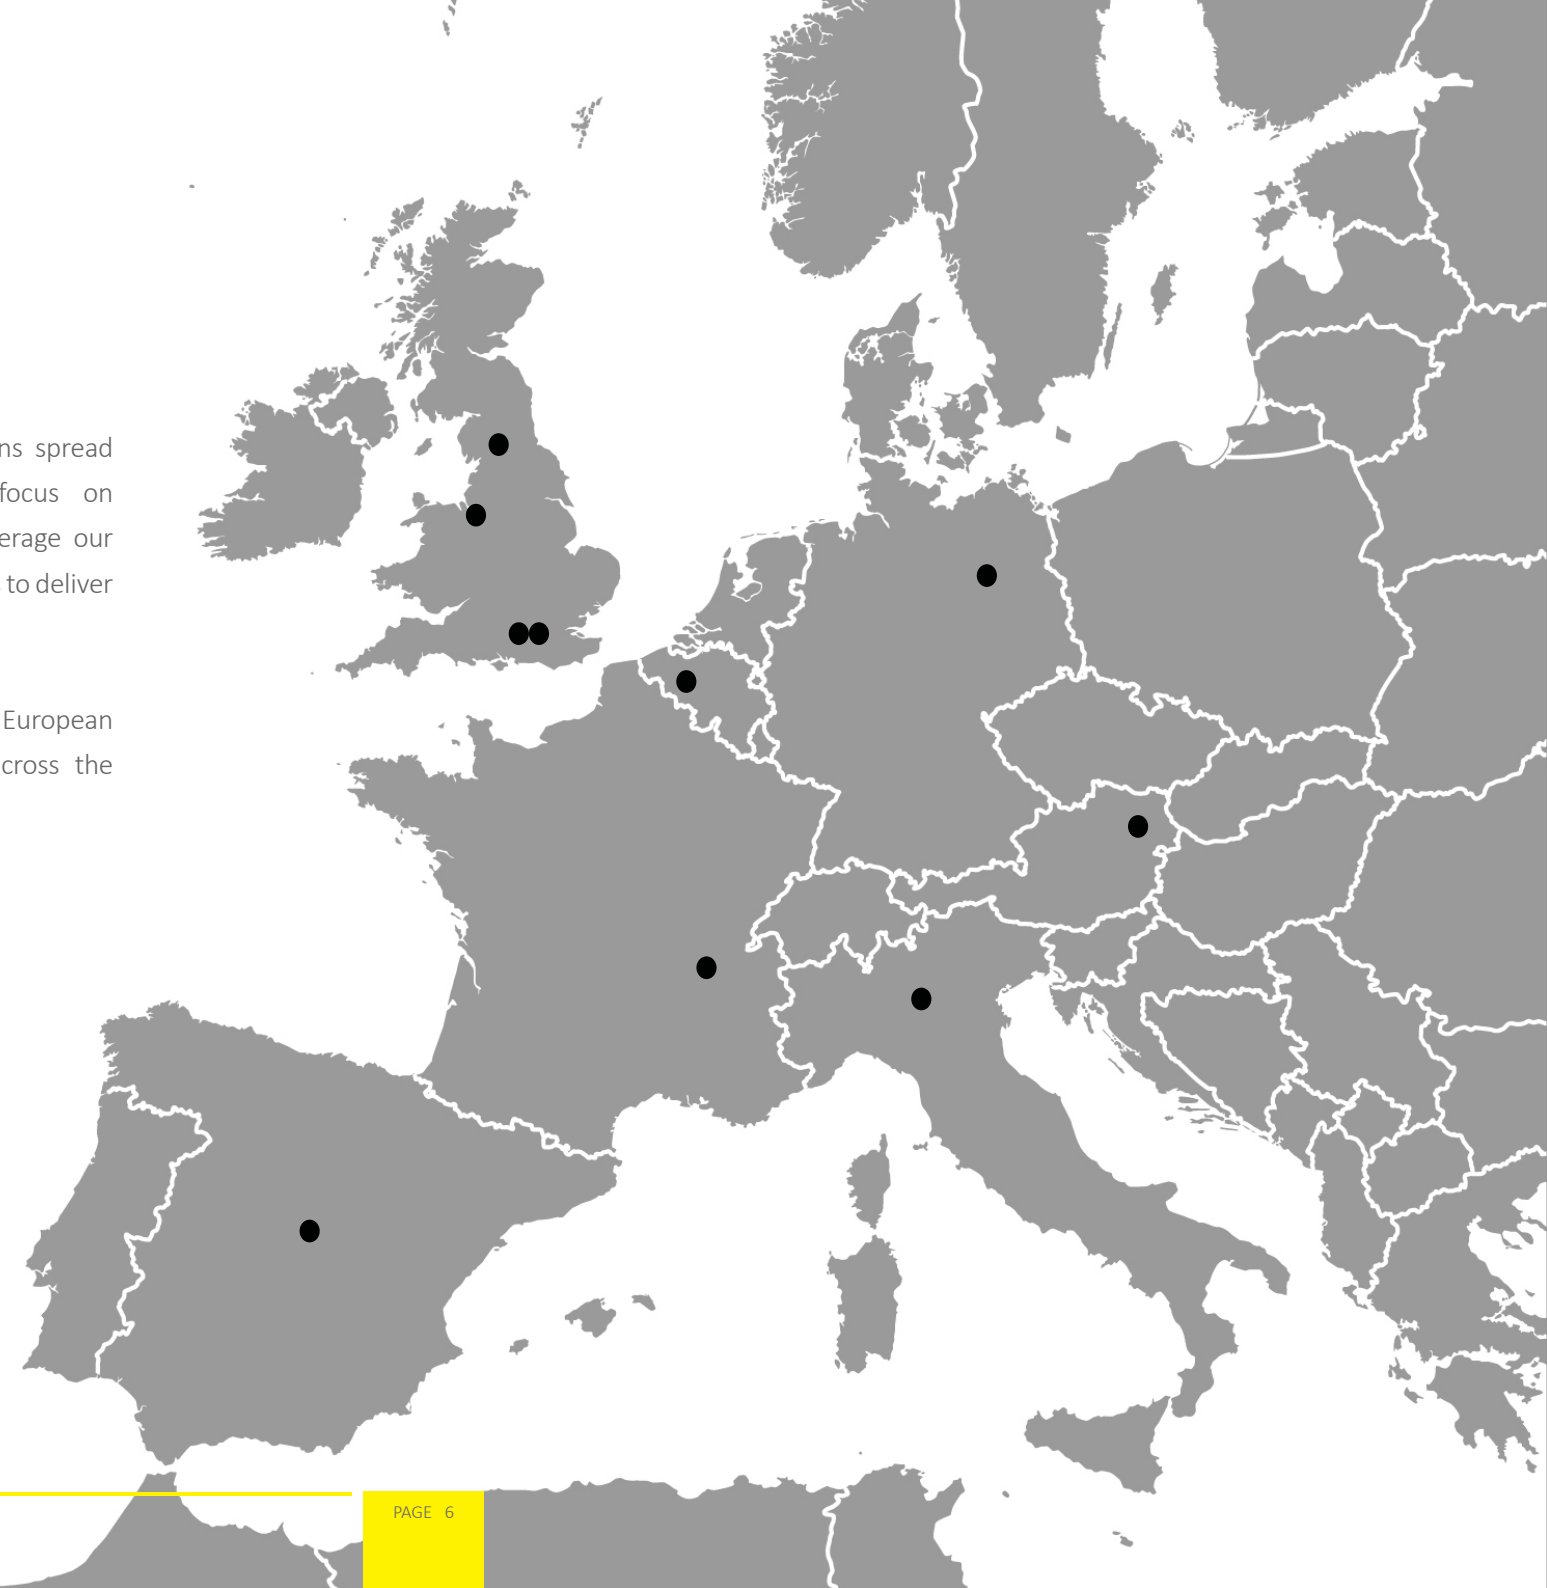 ns spread
focus on
erage our
to deliver
European
cross the
PAGE 6